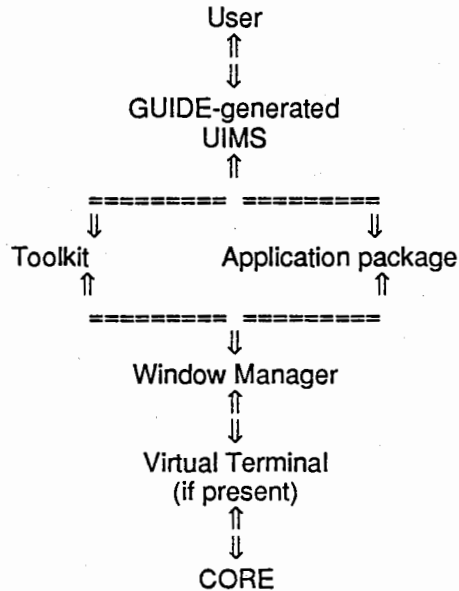 User
⇑
⇓
GUIDE-generated
UIMS
⇑
========= =========
⇓ ⇓
Toolkit Application package
⇑ ⇑
========= =========
⇓
Window Manager
⇑
⇓
Virtual Terminal
(if present)
⇑
⇓
CORE